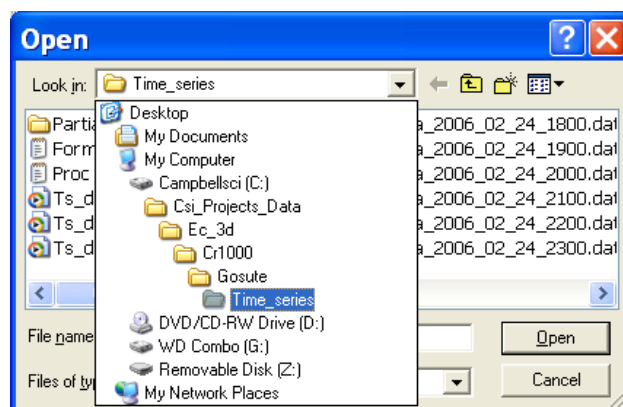 Open
Look in: Time_series
Desktop
My Documents
My Computer
Campbellsci (C:)
Csi_Projects_Data
Ec_3d
Cr1000
Gosute
Time_series
DVD/CD-RW Drive (D:)
WD Combo (G:)
Removable Disk (Z:)
My Network Places
Partia
Form
Proc
Ts_d
Ts_d
Ts_d
a_2006_02_24_1800.dat
a_2006_02_24_1900.dat
a_2006_02_24_2000.dat
a_2006_02_24_2100.dat
a_2006_02_24_2200.dat
a_2006_02_24_2300.dat
File name
Open
Files of ty
Cancel